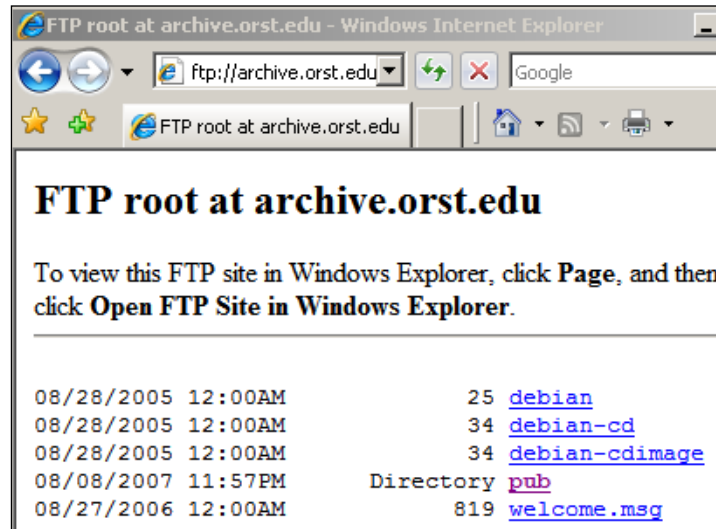 FTP root at archive.orst.edu - Windows Internet Explorer
ftp://archive.orst.edu
Google
FTP root at archive.orst.edu
FTP root at archive.orst.edu
To view this FTP site in Windows Explorer, click Page, and then
click Open FTP Site in Windows Explorer.
08/28/2005 12:00AM 25 debian
08/28/2005 12:00AM 34 debian-cd
08/28/2005 12:00AM 34 debian-cdimage
08/08/2007 11:57PM Directory pub
08/27/2006 12:00AM 819 welcome.msg